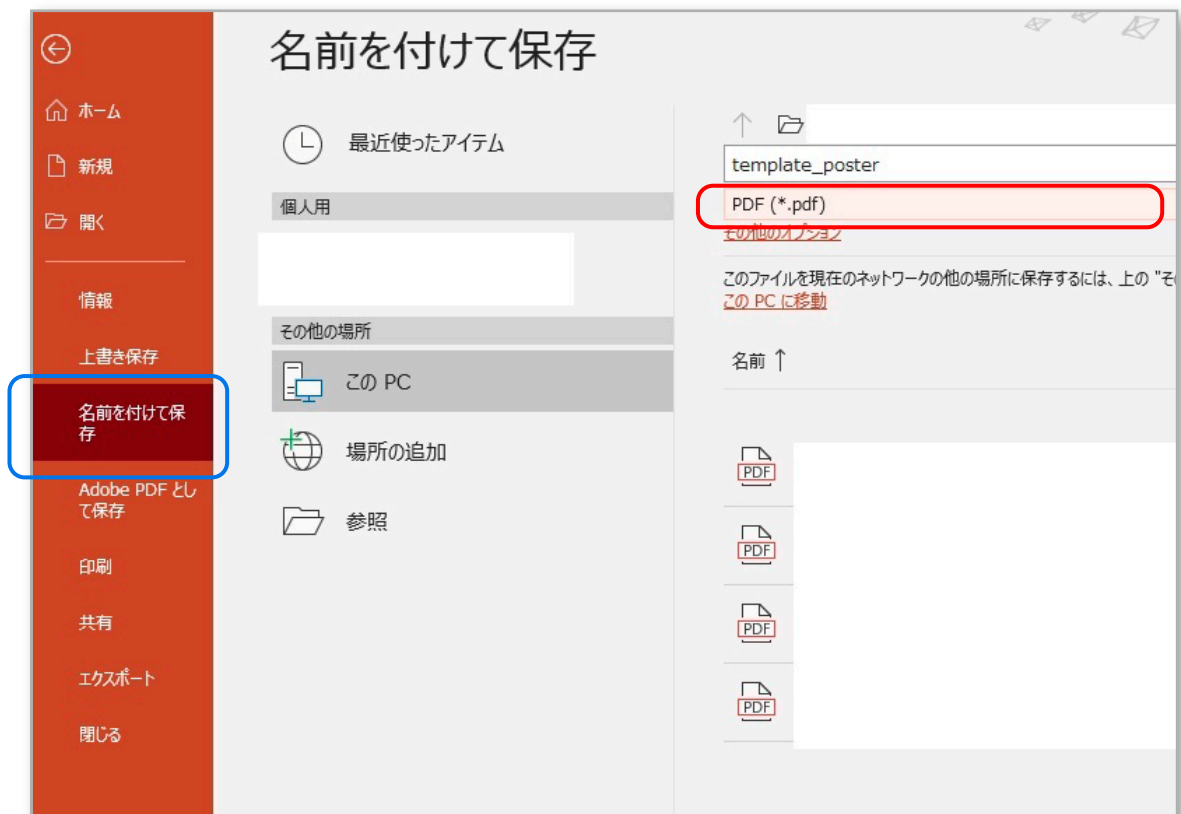 名前を付けて保存
ホーム
新規
開く
情報
上書き保存
名前を付けて保
存
Adobe PDF とし
て保存
印刷
共有
エクスポート
閉じる
最近使ったアイテム
個人用
その他の場所
この PC
場所の追加
参照
template_poster
PDF (*.pdf)
その他のオプション
このファイルを現在のネットワークの他の場所に保存するには、上の "そ
この PC に移動
名前 ↑
PDF
PDF
PDF
PDF